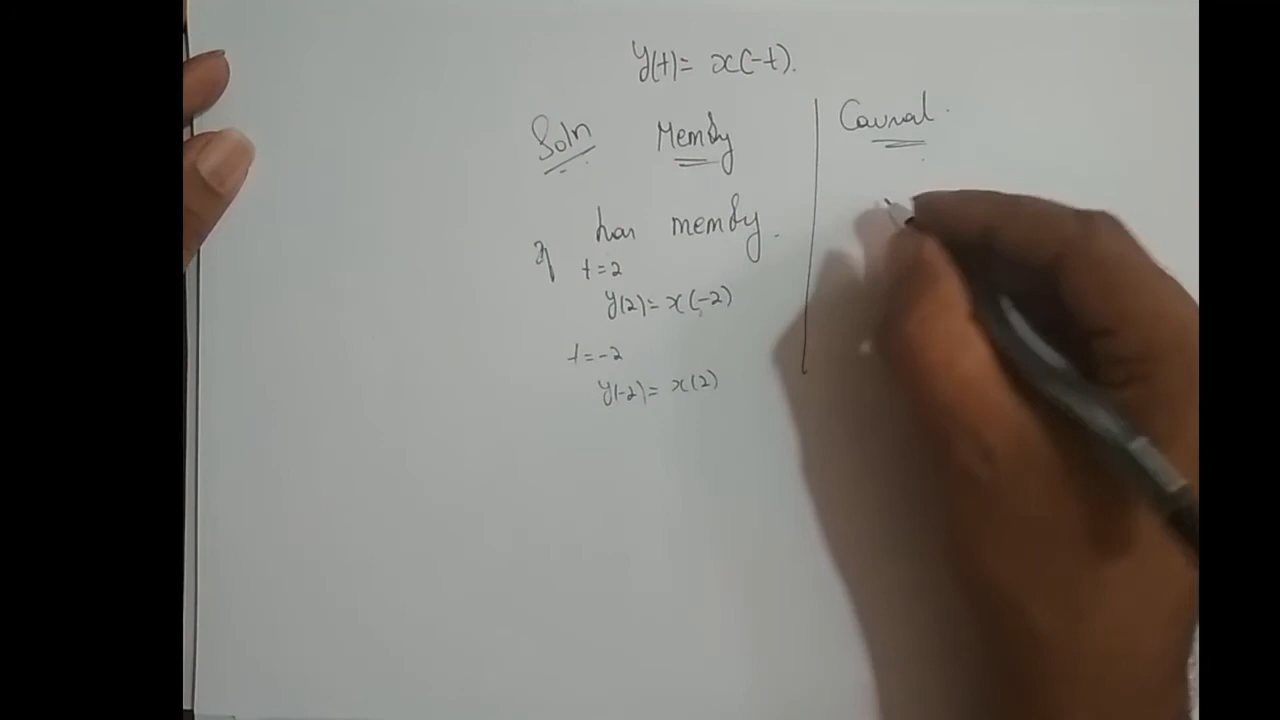 y(t)= x(-t).
Soln Memory
has memory.
If
t=2
y(2)= x(-2)
t=-2
y(-2)= x(2)
Causal.